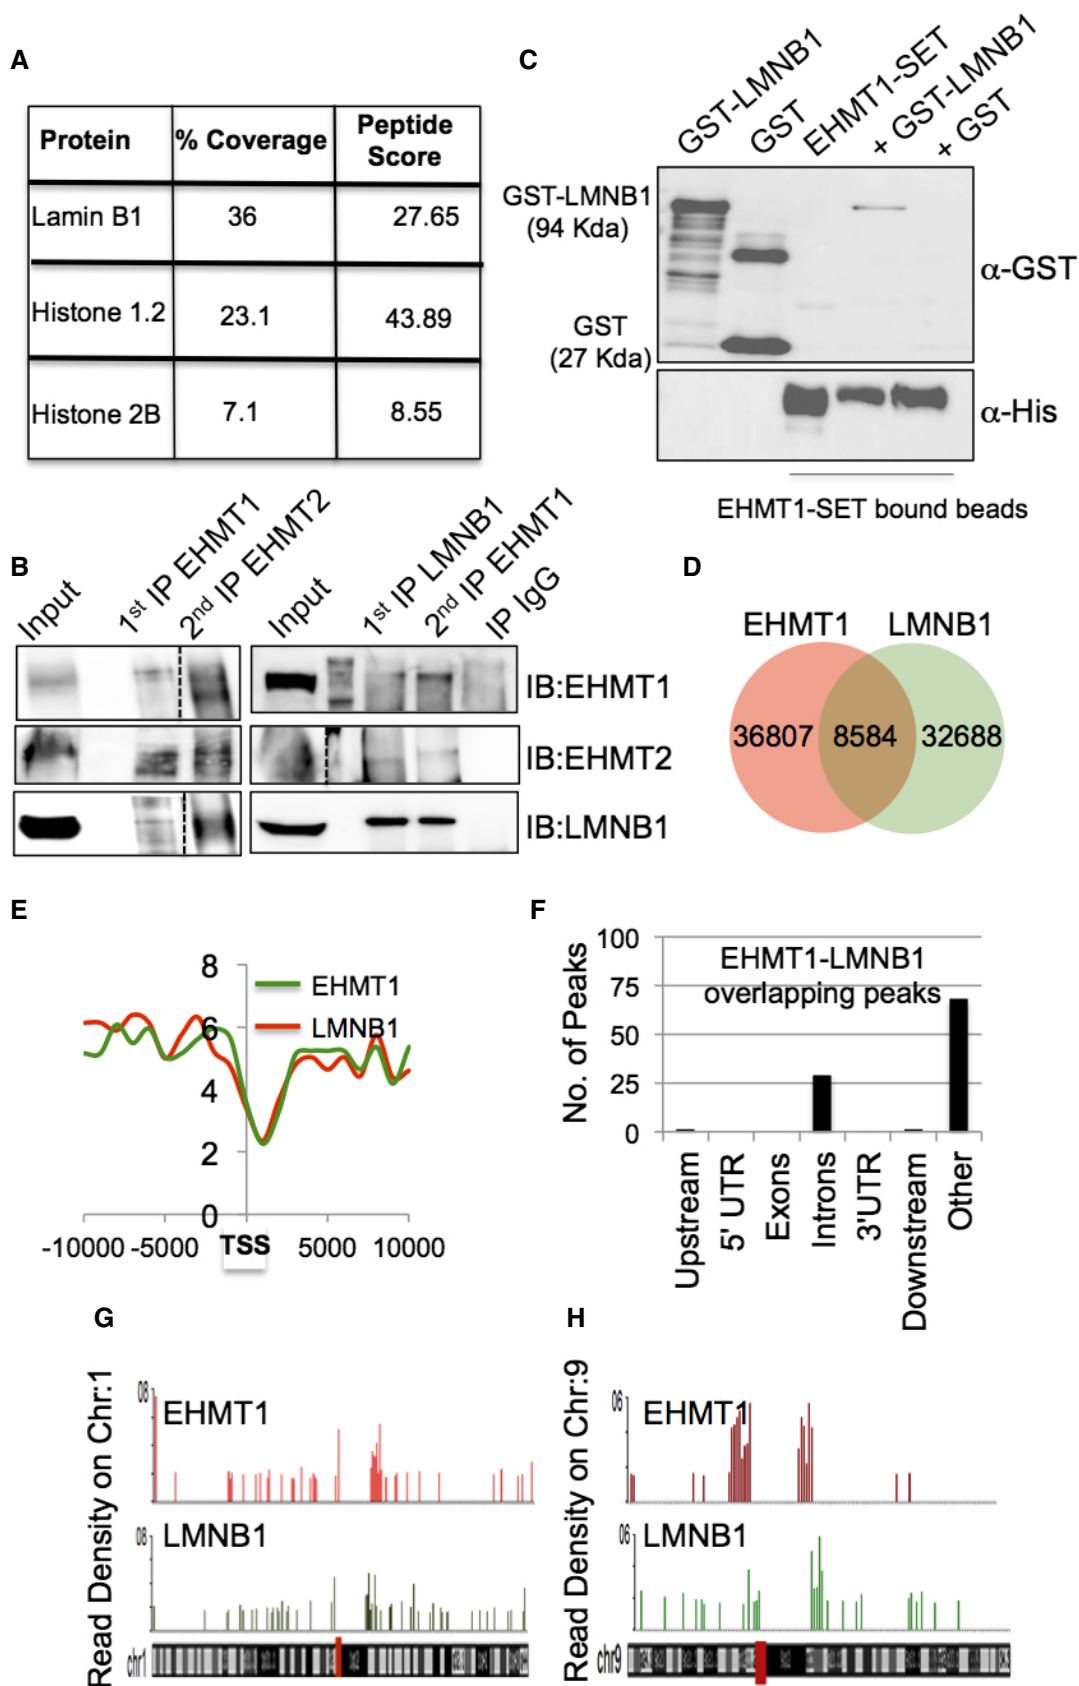 A
Protein
% Coverage
Peptide Score
Lamin B1
36
27.65
Histone 1.2
23.1
43.89
Histone 2B
7.1
8.55
C
GST-LMNB1
GST
EHMT1-SET
+ GST-LMNB1
+ GST
GST-LMNB1
(94 Kda)
GST
(27 Kda)
α-GST
α-His
EHMT1-SET bound beads
B
Input
1st IP EHMT1
2nd IP EHMT2
Input
1st IP LMNB1
2nd IP EHMT1
IP IgG
IB:EHMT1
IB:EHMT2
IB:LMNB1
D
EHMT1
LMNB1
36807
8584
32688
E
8
6
4
2
0
EHMT1
LMNB1
-10000
-5000
TSS
5000
10000
F
No. of Peaks
100
75
50
25
0
EHMT1-LMNB1
overlapping peaks
Upstream
5' UTR
Exons
Introns
3'UTR
Downstream
Other
G
Read Density on Chr:1
08
EHMT1
08
LMNB1
chr1
H
Read Density on Chr:9
06
EHMT1
06
LMNB1
chr9